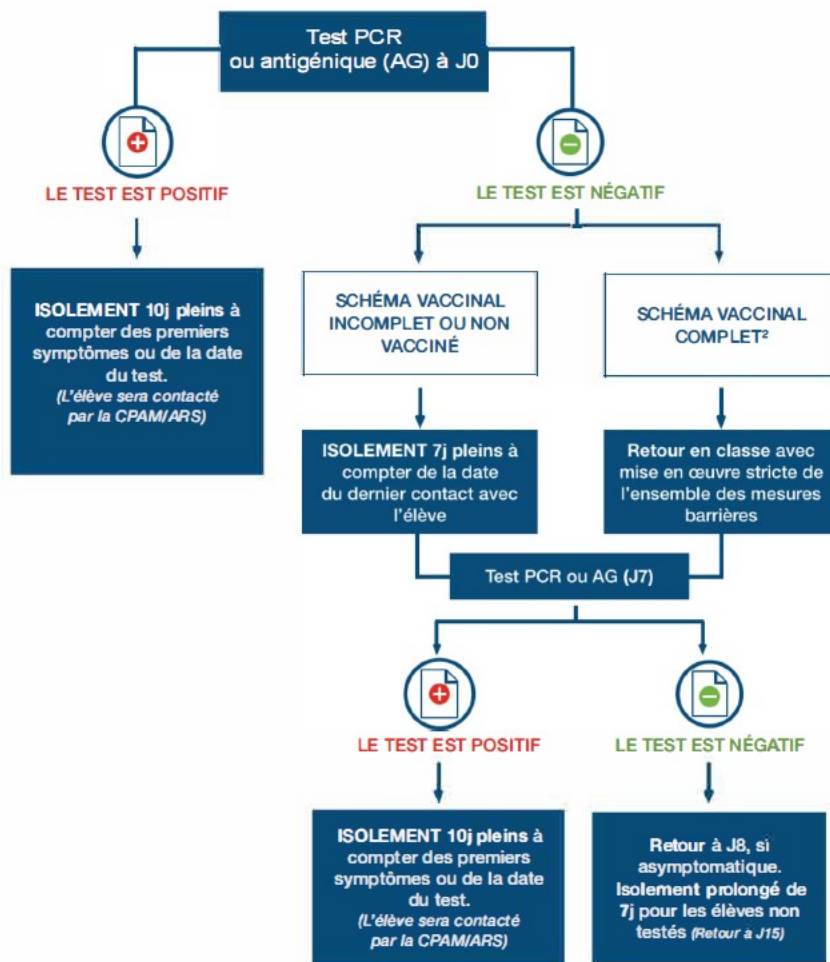 Test PCR
ou antigénique (AG) à J0
LE TEST EST POSITIF
LE TEST EST NÉGATIF
ISOLEMENT 10j pleins à
compter des premiers
symptômes ou de la date
du test.
(L'élève sera contacté
par la CPAM/ARS)
SCHÉMA VACCINAL
INCOMPLET OU NON
VACCINÉ
SCHÉMA VACCINAL
COMPLET²
ISOLEMENT 7j pleins à
compter de la date
du dernier contact avec
l'élève
Retour en classe avec
mise en œuvre stricte de
l'ensemble des mesures
barrières
Test PCR ou AG (J7)
LE TEST EST POSITIF
LE TEST EST NÉGATIF
ISOLEMENT 10j pleins à
compter des premiers
symptômes ou de la date
du test.
(L'élève sera contacté
par la CPAM/ARS)
Retour à J8, si
asymptomatique.
Isolement prolongé de
7j pour les élèves non
testés (Retour à J15)